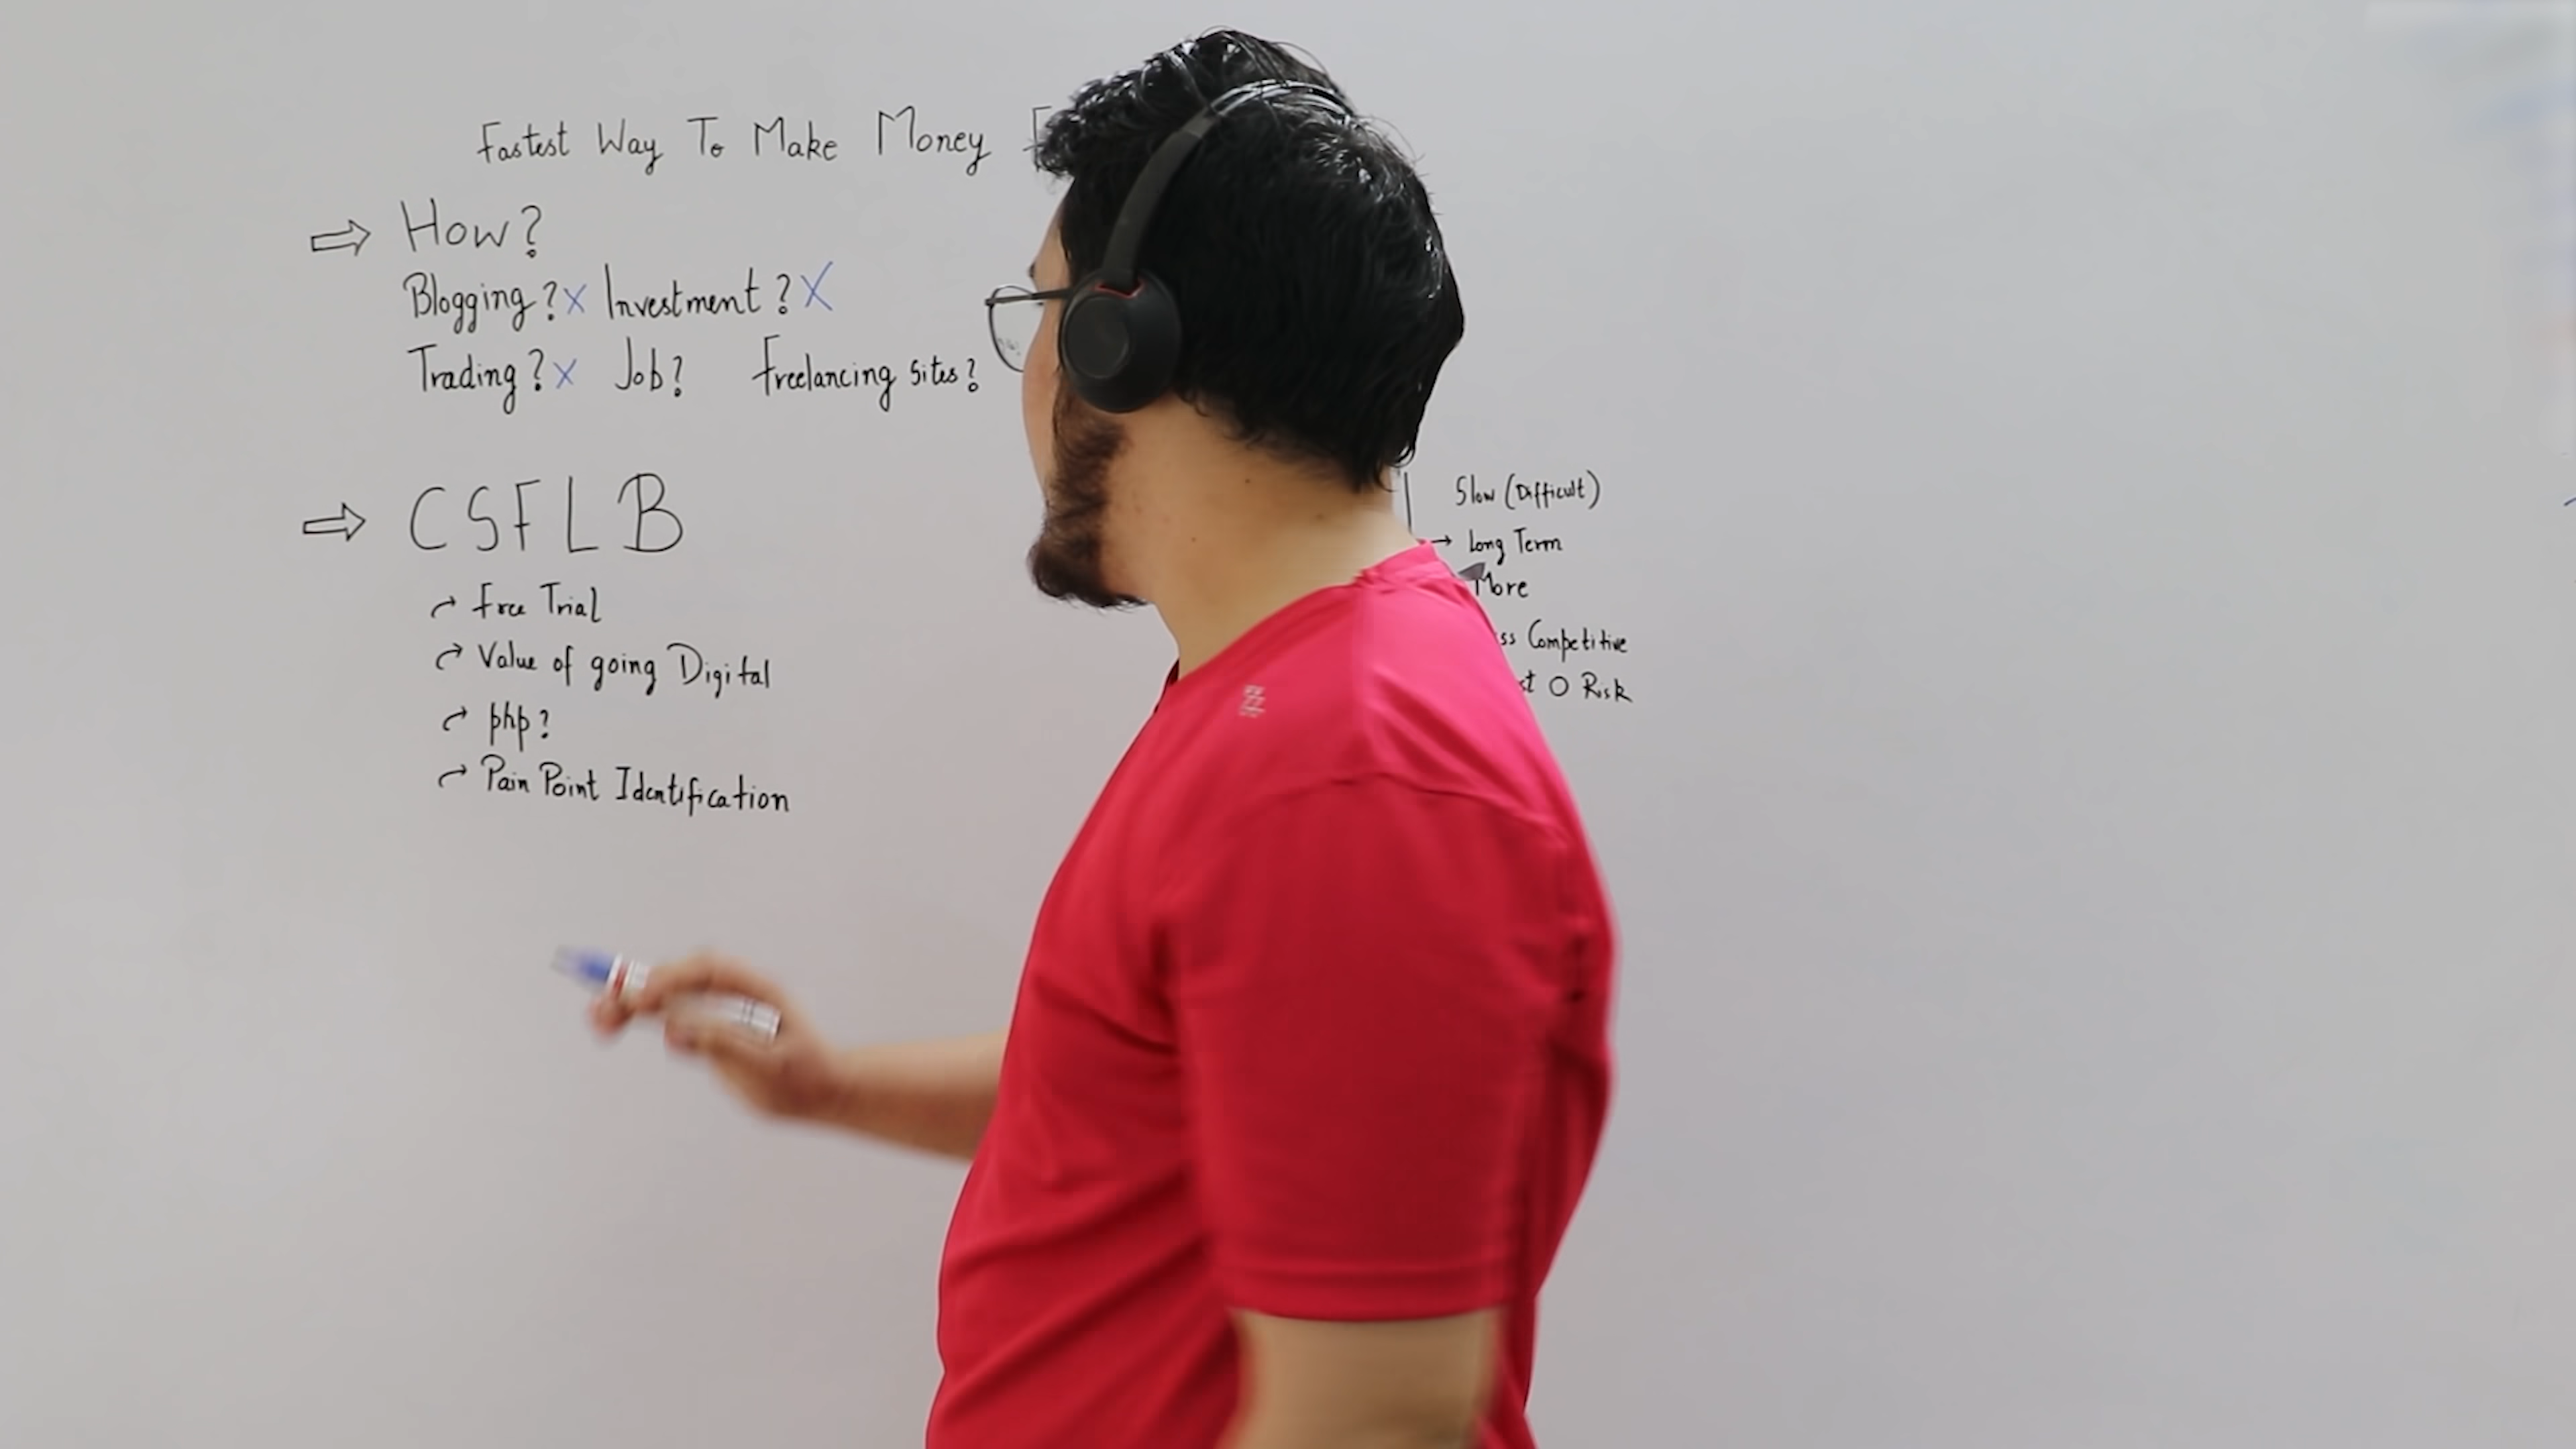 Fastest Way To Make Money
How?
Blogging? X Investment? X
Trading? X Job? Freelancing sites?
CSFLB
Free Trial
Value of going Digital
php?
Pain Point Identification
Slow (Difficult)
→ Long Term
More
Competitive
0 Risk